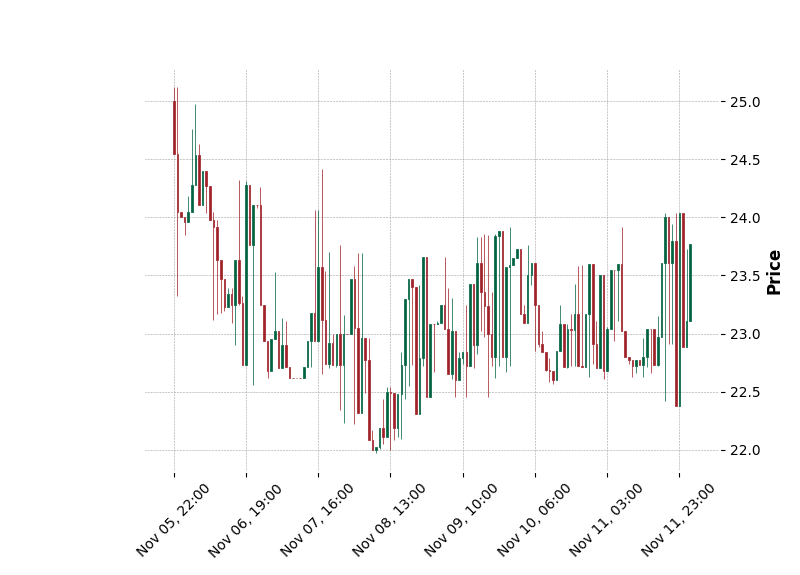 25.0
24.5
24.0
23.5
23.0
22.5
22.0
Price
Nov 05, 22:00
Nov 06, 19:00
Nov 07, 16:00
Nov 08, 13:00
Nov 09, 10:00
Nov 10, 06:00
Nov 11, 03:00
Nov 11, 23:00